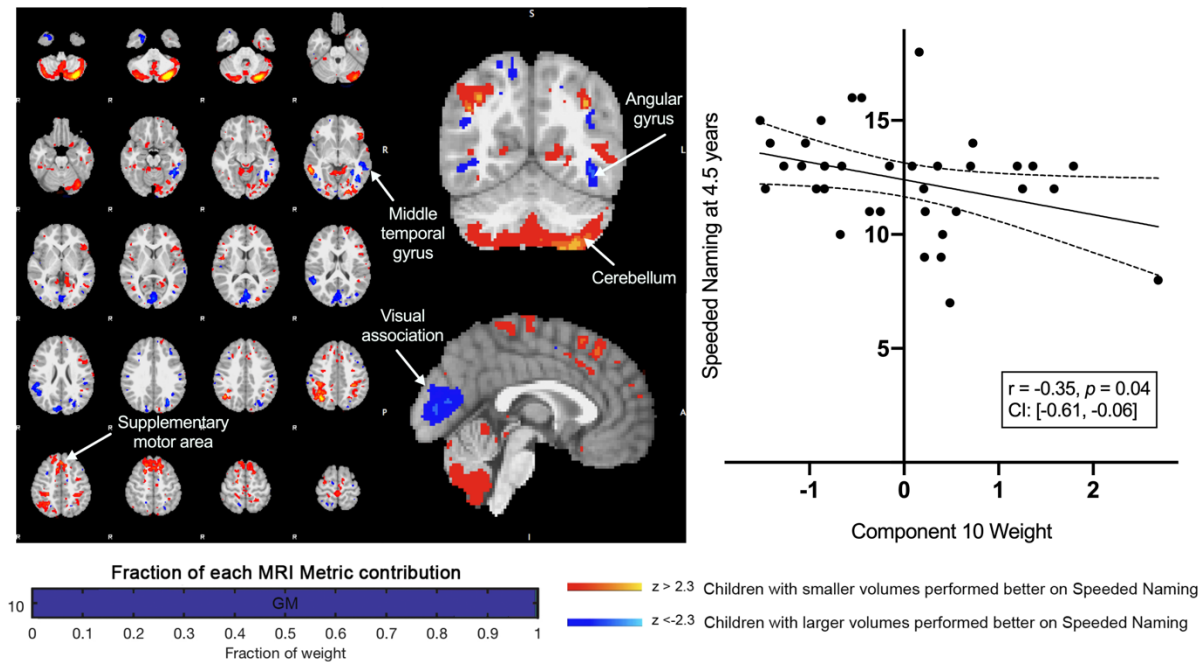 S
R
R
R
R
Angular
gyrus
R
L
R
R
R
R
Middle
temporal
gyrus
Cerebellum
I
R
R
R
R
Visual
association
P
A
R
R
R
R
Supplementary
motor area
R
R
R
R
I
Speeded Naming at 4.5 years
15
10
5
r = -0.35, p = 0.04
CI: [-0.61, -0.06]
-1
0
1
2
Component 10 Weight
Fraction of each MRI Metric contribution
10
GM
0
0.1
0.2
0.3
0.4
0.5
0.6
0.7
0.8
0.9
1
Fraction of weight
z > 2.3 Children with smaller volumes performed better on Speeded Naming
z <-2.3 Children with larger volumes performed better on Speeded Naming